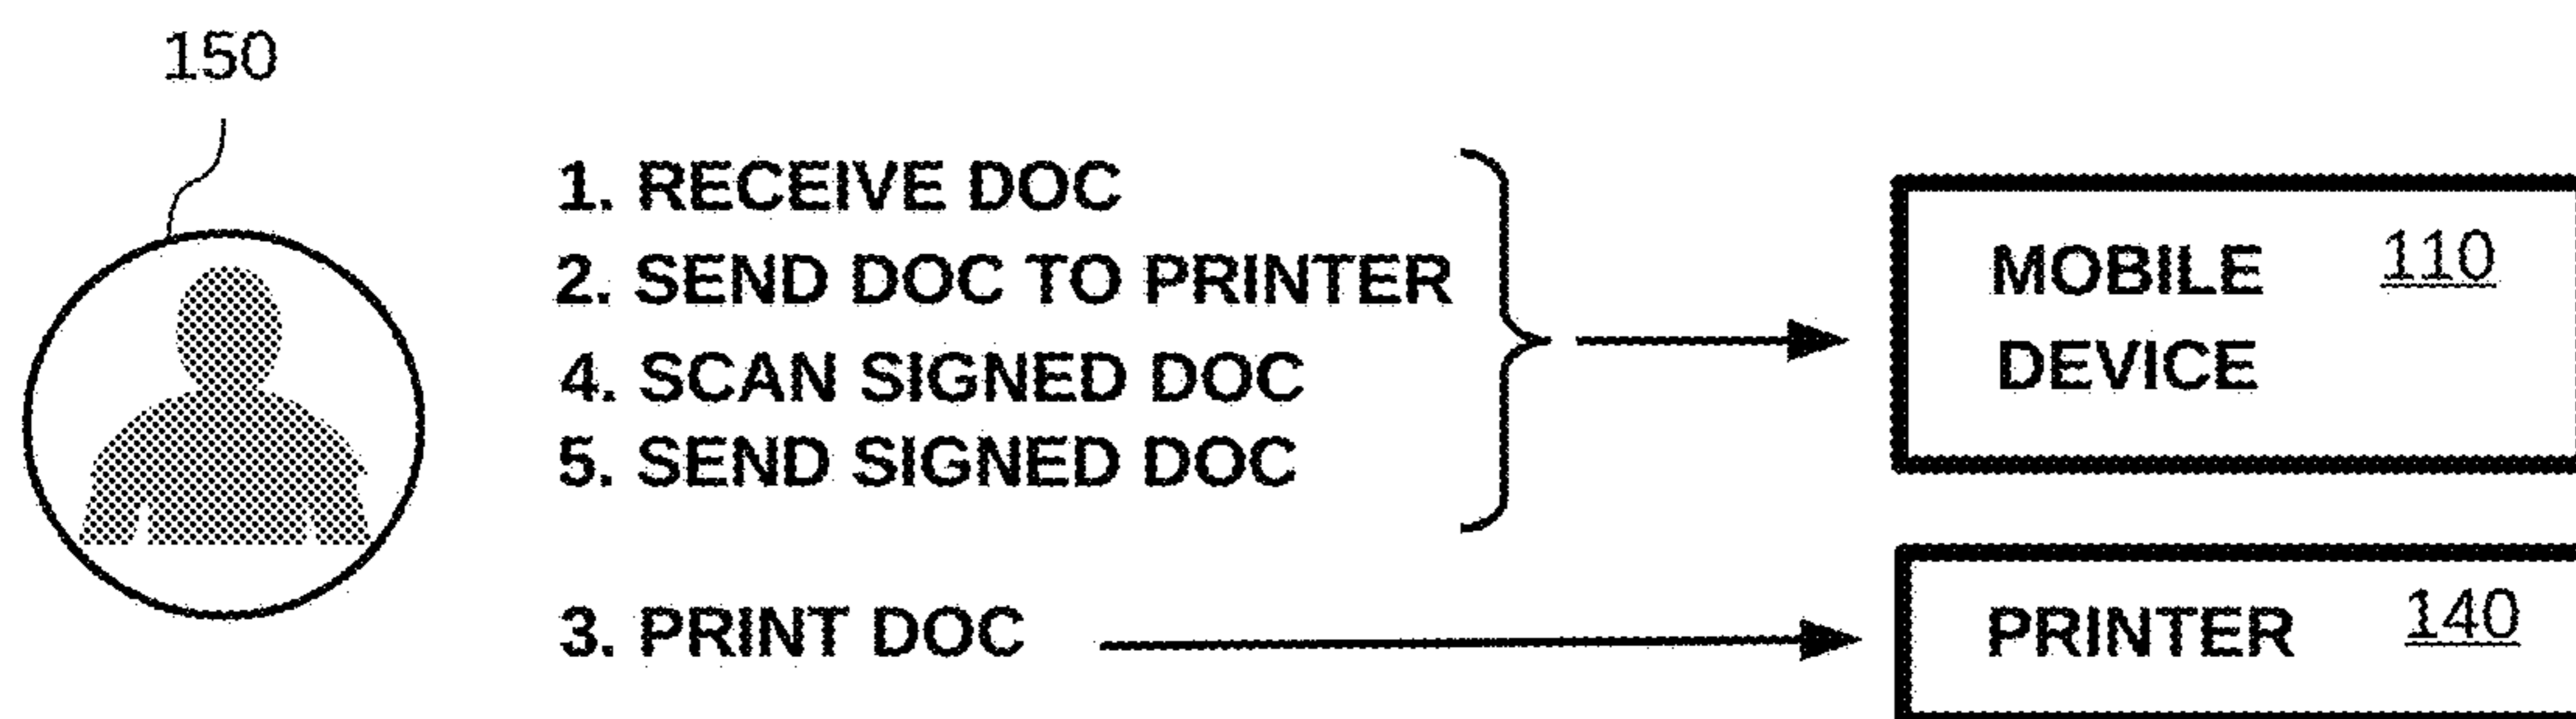 150
1. RECEIVE DOC
2. SEND DOC TO PRINTER
4. SCAN SIGNED DOC
5. SEND SIGNED DOC
3. PRINT DOC
MOBILE 110
DEVICE
PRINTER 140